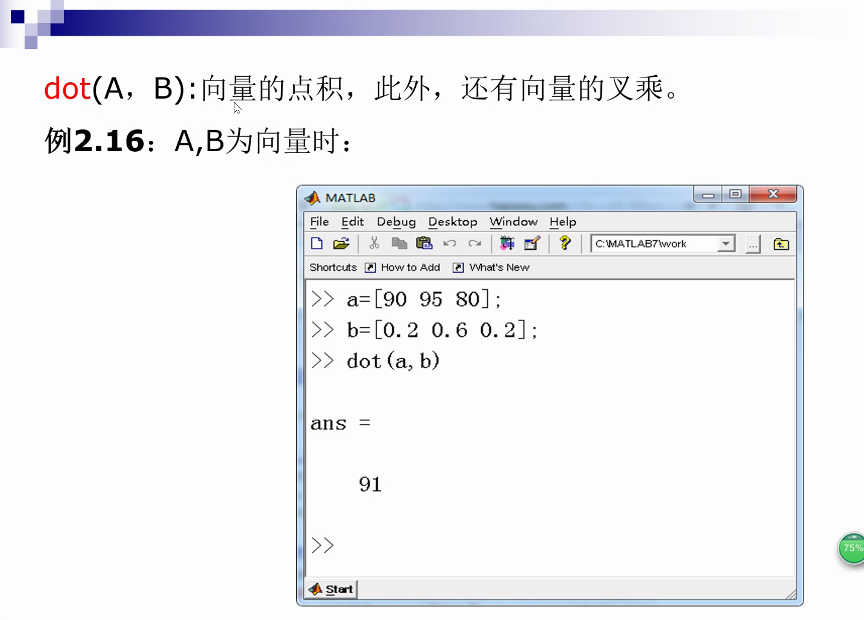 dot(A，B):向量的点积，此外，还有向量的叉乘。
例2.16：A,B为向量时：
MATLAB
File Edit Debug Desktop Window Help
C:\MATLAB7\work ...
Shortcuts How to Add What's New
>> a=[90 95 80];
>> b=[0.2 0.6 0.2];
>> dot(a,b)
ans =
91
>>
75%
Start